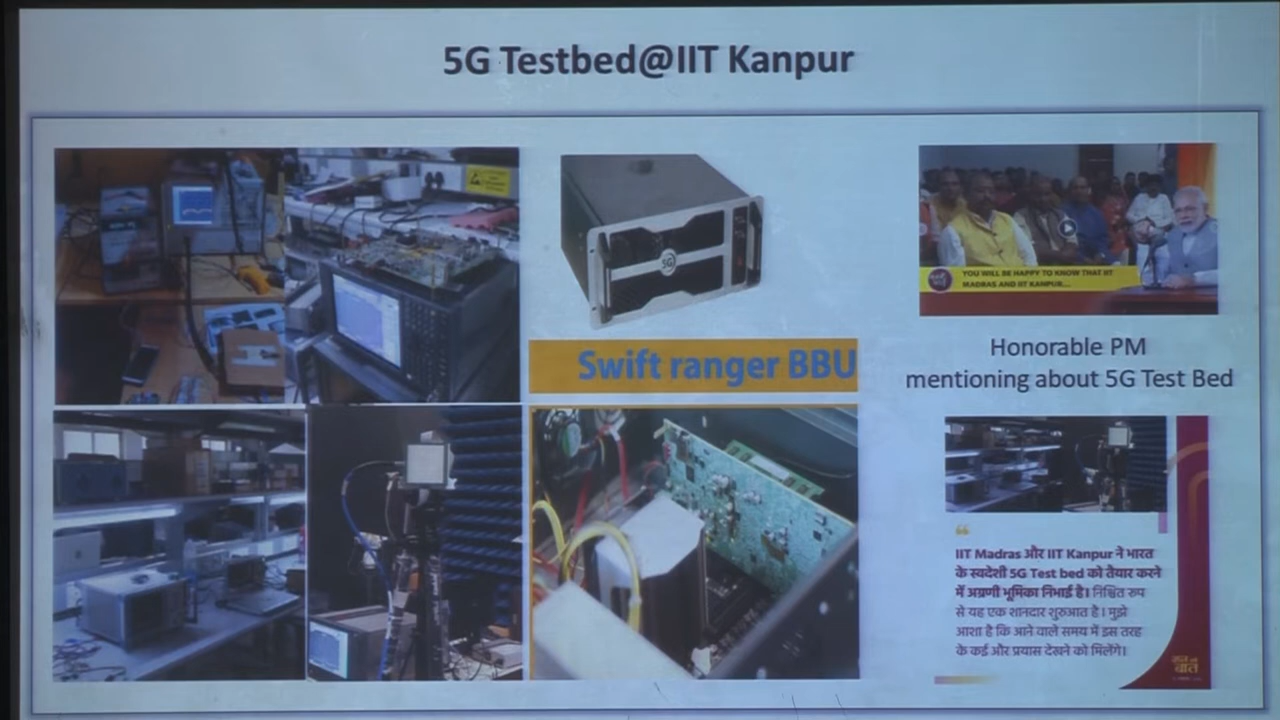 5G Testbed@IIT Kanpur
5G
Swift ranger BBU
YOU WILL BE HAPPY TO KNOW THAT IIT
MADRAS AND IIT KANPUR...
Honorable PM
mentioning about 5G Test Bed
IIT Madras और IIT Kanpur ने भारत
के स्वदेशी 5G Test bed को तैयार करने
में अग्रणी भूमिका निभाई है। निश्चित रूप
से यह एक शानदार शुरुआत है। मुझे
आशा है कि आने वाले समय में इस तरह
के कई और प्रयास देखने को मिलेंगे।
मन की
बात